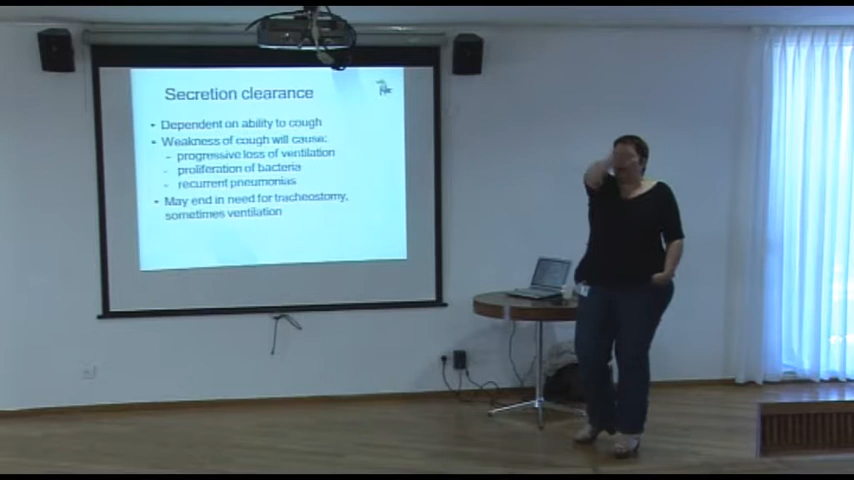 Secretion clearance
• Dependent on ability to cough
• Weakness of cough will cause:
– progressive loss of ventilation
– proliferation of bacteria
– recurrent pneumonias
• May end in need for tracheostomy,
sometimes ventilation